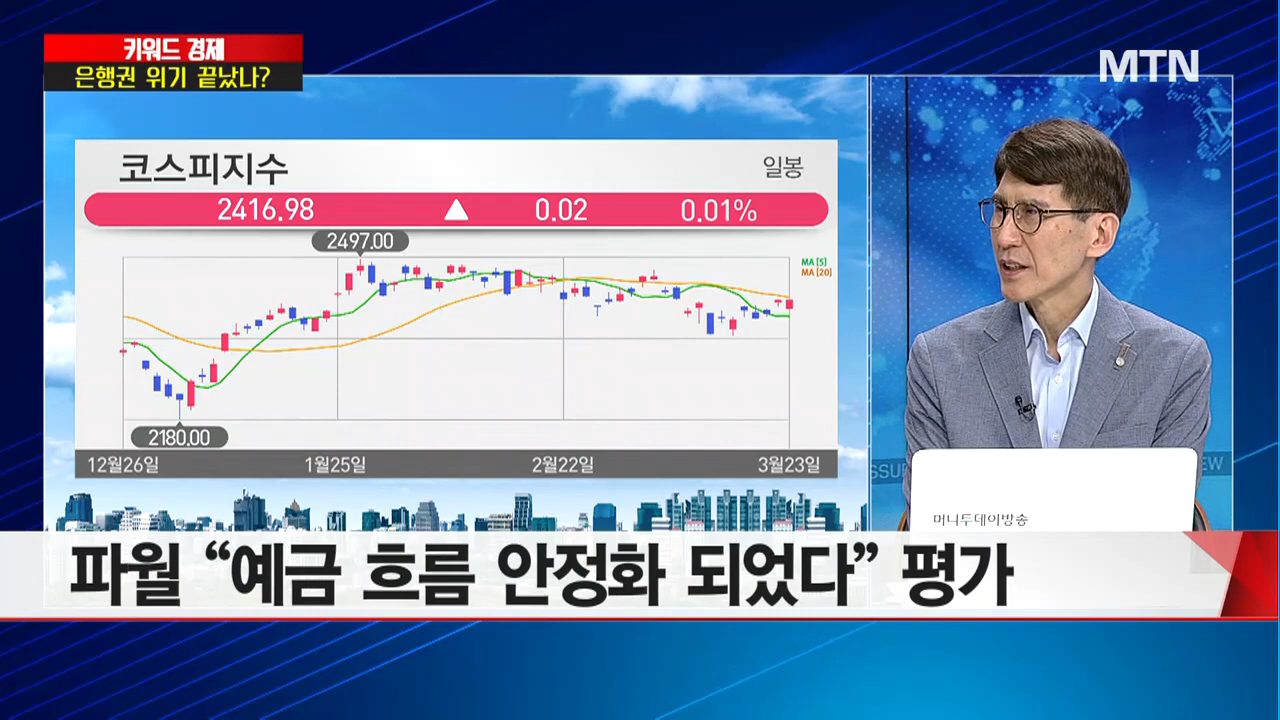 키워드 경제
은행권 위기 끝났나?
MTN
코스피지수
일봉
2416.98 ▲ 0.02 0.01%
2497.00
MA [5]
MA [20]
2180.00
12월26일 1월25일 2월22일 3월23일
SSU
EW
머니투데이방송
파월 “예금 흐름 안정화 되었다” 평가